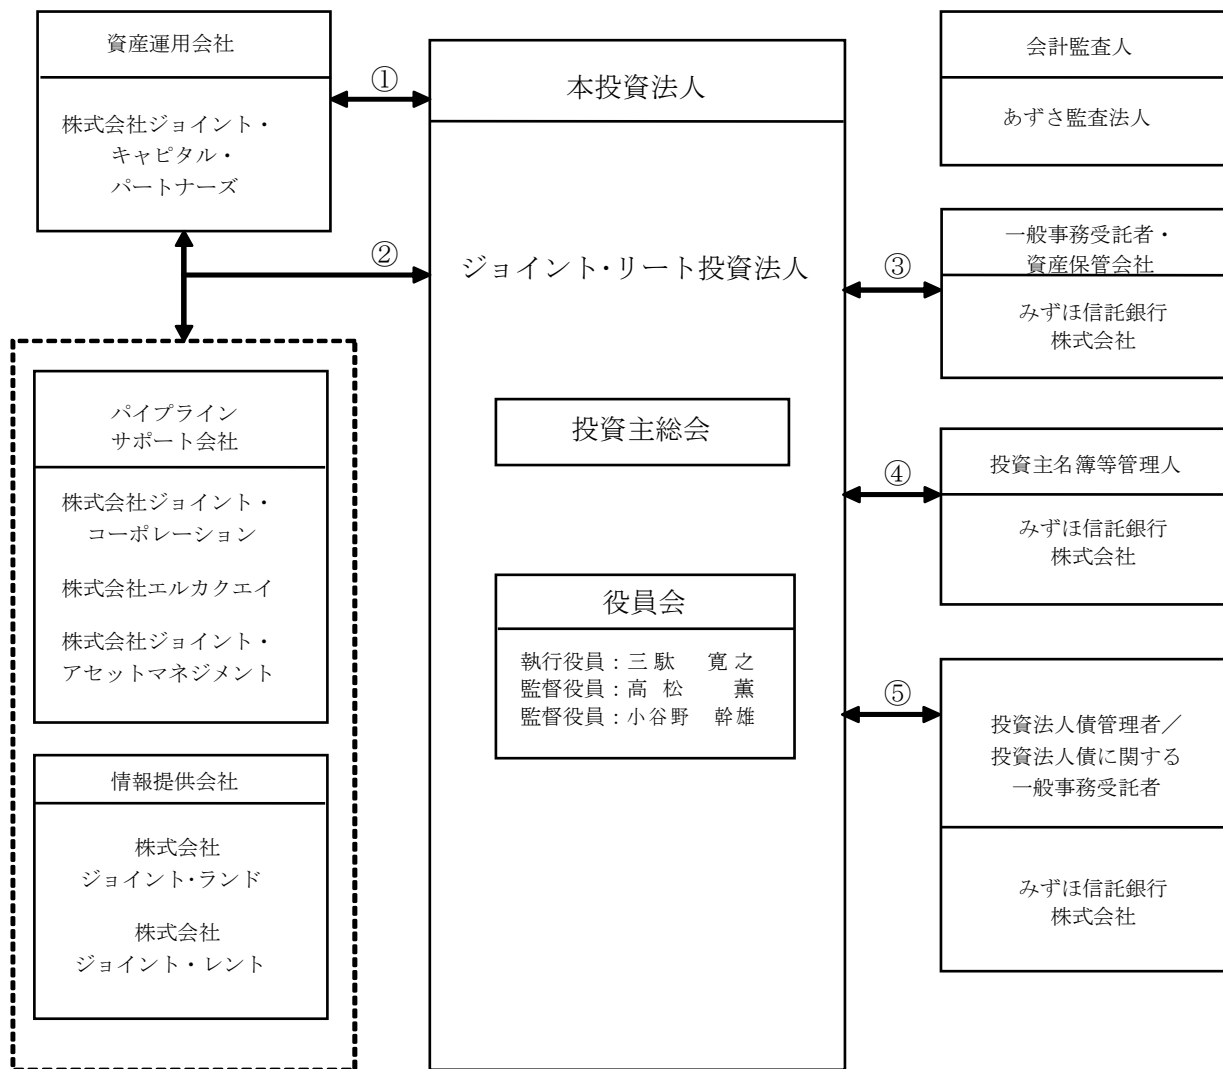 資産運用会社
株式会社ジョイント・
キャピタル・
パートナーズ
①
②
パイプライン
サポート会社
株式会社ジョイント・
コーポレーション
株式会社エルカクエイ
株式会社ジョイント・
アセットマネジメント
情報提供会社
株式会社
ジョイント・ランド
株式会社
ジョイント・レント
本投資法人
ジョイント・リート投資法人
投資主総会
役員会
執行役員：三駄 寛之
監督役員：高松 薫
監督役員：小谷野 幹雄
③
④
⑤
会計監査人
あずさ監査法人
一般事務受託者・
資産保管会社
みずほ信託銀行
株式会社
投資主名簿等管理人
みずほ信託銀行
株式会社
投資法人債管理者／
投資法人債に関する
一般事務受託者
みずほ信託銀行
株式会社